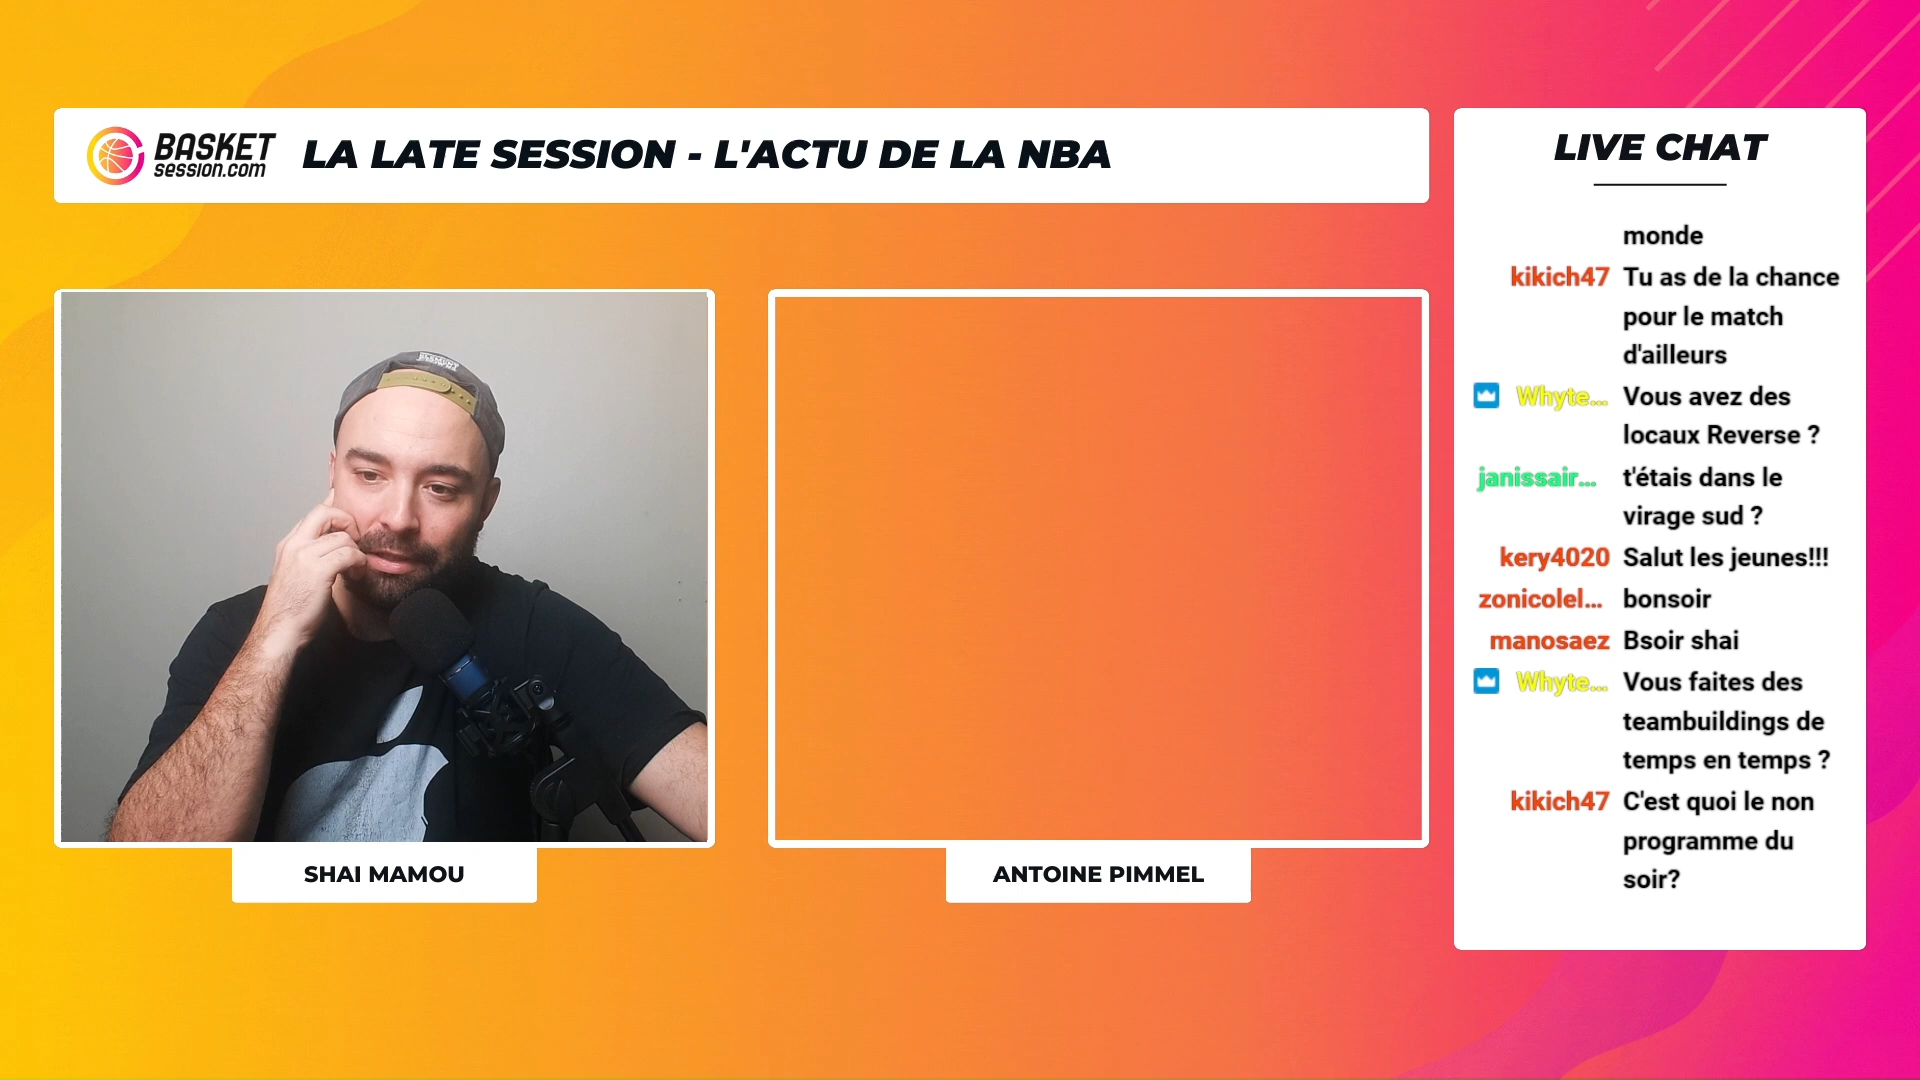 BASKET
SESSION.COM
LA LATE SESSION - L'ACTU DE LA NBA
ELEMENT
SHAI MAMOU
ANTOINE PIMMEL
LIVE CHAT
monde
kikich47 Tu as de la chance
pour le match
d'ailleurs
Whyte... Vous avez des
locaux Reverse ?
janissair... t'étais dans le
virage sud ?
kery4020 Salut les jeunes!!!
zonicolel... bonsoir
manosaez Bsoir shai
Whyte... Vous faites des
teambuildings de
temps en temps ?
kikich47 C'est quoi le non
programme du
soir?